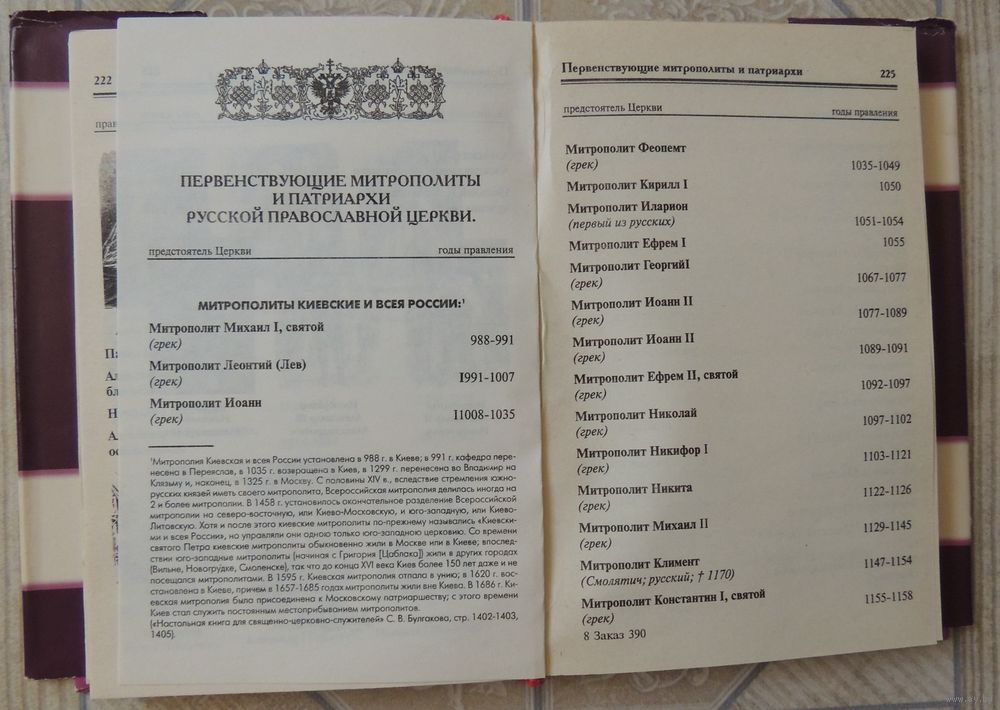 222
прав
Па
Ал
бл
Н
Ал
ос
ПЕРВЕНСТВУЮЩИЕ МИТРОПОЛИТЫ
И ПАТРИАРХИ
РУССКОЙ ПРАВОСЛАВНОЙ ЦЕРКВИ.
предстоятель Церкви годы правления
МИТРОПОЛИТЫ КИЕВСКИЕ И ВСЕЯ РОССИИ:¹
Митрополит Михаил I, святой
(грек) 988-991
Митрополит Леонтий (Лев)
(грек) I991-1007
Митрополит Иоанн
(грек) I1008-1035
¹Митрополия Киевская и всея России установлена в 988 г. в Киеве; в 991 г. кафедра пере-
несена в Переяслав, в 1035 г. возвращена в Киев, в 1299 г. перенесена во Владимир на
Клязьму и, наконец, в 1325 г. в Москву. С половины XIV в., вследствие стремления южно-
русских князей иметь своего митрополита, Всероссийская митрополия делилась иногда на
2 и более митрополии. В 1458 г. установилось окончательное разделение Всероссийской
митрополии на северо-восточную, или Киево-Московскую, и юго-западную, или Киево-
Литовскую. Хотя и после этого киевские митрополиты по-прежнему назывались «Киевски-
ми и всея России», но управляли они одною только юго-западною церковию. Со времени
святого Петра киевские митрополиты обыкновенно жили в Москве или в Киеве; впослед-
ствии юго-западные митрополиты (начиная с Григория [Цаблака]) жили в других городах
(Вильне, Новогрудке, Смоленске), так что до конца XVI века Киев более 150 лет даже и не
посещался митрополитами. В 1595 г. Киевская митрополия отпала в унию; в 1620 г. вос-
становлена в Киеве, причем в 1657-1685 годах митрополиты жили вне Киева. В 1686 г. Ки-
евская митрополия была присоединена к Московскому патриаршеству; с этого времени
Киев стал служить постоянным местопребыванием митрополитов.
(«Настольная книга для священно-церковно-служителей» С. В. Булгакова, стр. 1402-1403,
1405).
Первенствующие митрополиты и патриархи 225
предстоятель Церкви годы правления
Митрополит Феопемт
(грек) 1035-1049
Митрополит Кирилл I 1050
Митрополит Иларион
(первый из русских) 1051-1054
Митрополит Ефрем I 1055
Митрополит ГеоргийI
(грек) 1067-1077
Митрополит Иоанн II
(грек) 1077-1089
Митрополит Иоанн II
(грек) 1089-1091
Митрополит Ефрем II, святой
(грек) 1092-1097
Митрополит Николай
(грек) 1097-1102
Митрополит Никифор I
(грек) 1103-1121
Митрополит Никита
(грек) 1122-1126
Митрополит Михаил II
(грек) 1129-1145
Митрополит Климент
(Смолятич; русский; † 1170) 1147-1154
Митрополит Константин I, святой
(грек) 1155-1158
8 Заказ 390